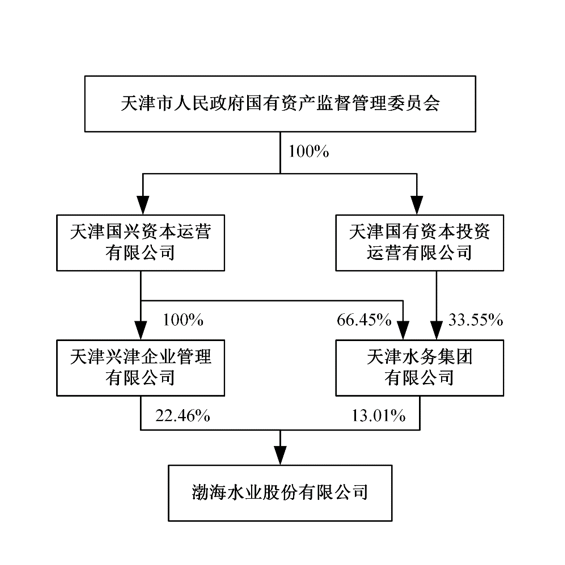 天津市人民政府国有资产监督管理委员会
100%
天津国兴资本运营
有限公司
天津国有资本投资
运营有限公司
100%
66.45%
33.55%
天津兴津企业管理
有限公司
天津水务集团
有限公司
22.46%
13.01%
渤海水业股份有限公司